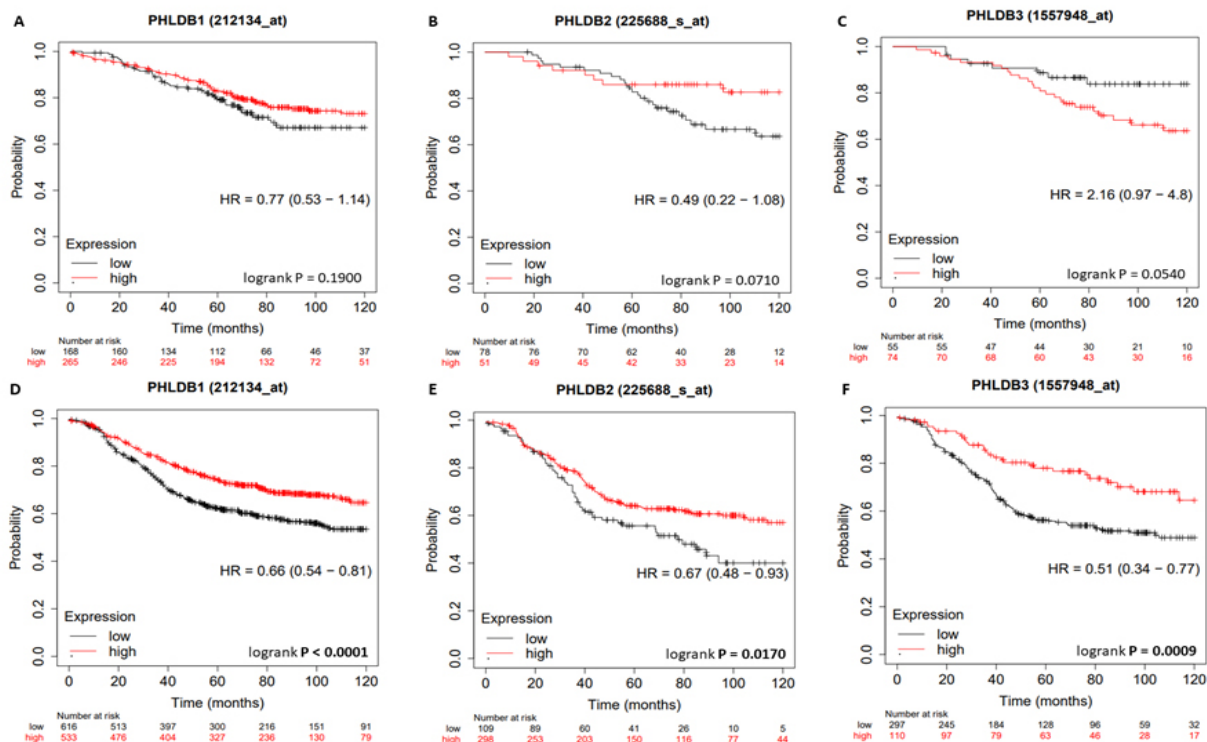 A
PHLDB1 (212134_at)
Probability
1.0
0.8
0.6
0.4
0.2
0.0
HR = 0.77 (0.53 − 1.14)
Expression
low
high
logrank P = 0.1900
0 20 40 60 80 100 120
Time (months)
Number at risk
low 168 160 134 112 66 46 37
high 265 246 225 194 132 72 51
B
PHLDB2 (225688_s_at)
Probability
1.0
0.8
0.6
0.4
0.2
0.0
HR = 0.49 (0.22 − 1.08)
Expression
low
high
logrank P = 0.0710
0 20 40 60 80 100 120
Time (months)
Number at risk
low 78 76 70 62 40 28 12
high 51 49 45 42 33 23 14
C
PHLDB3 (1557948_at)
Probability
1.0
0.8
0.6
0.4
0.2
0.0
HR = 2.16 (0.97 − 4.8)
Expression
low
high
logrank P = 0.0540
0 20 40 60 80 100 120
Time (months)
Number at risk
low 55 55 47 44 30 21 10
high 74 70 68 60 43 30 16
D
PHLDB1 (212134_at)
Probability
1.0
0.8
0.6
0.4
0.2
0.0
HR = 0.66 (0.54 − 0.81)
Expression
low
high
logrank P < 0.0001
0 20 40 60 80 100 120
Time (months)
Number at risk
low 616 513 397 300 216 151 91
high 533 476 404 327 236 130 79
E
PHLDB2 (225688_s_at)
Probability
1.0
0.8
0.6
0.4
0.2
0.0
HR = 0.67 (0.48 − 0.93)
Expression
low
high
logrank P = 0.0170
0 20 40 60 80 100 120
Time (months)
Number at risk
low 109 89 60 41 26 10 5
high 298 253 203 150 116 77 44
F
PHLDB3 (1557948_at)
Probability
1.0
0.8
0.6
0.4
0.2
0.0
HR = 0.51 (0.34 − 0.77)
Expression
low
high
logrank P = 0.0009
0 20 40 60 80 100 120
Time (months)
Number at risk
low 297 245 184 128 96 59 32
high 110 97 79 63 46 28 17